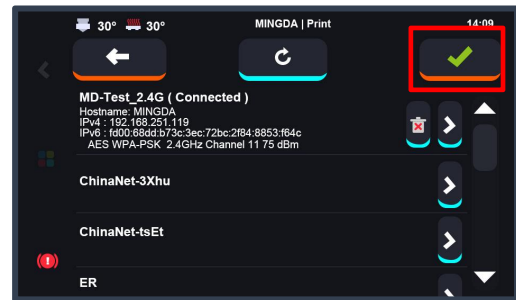 30° 30° MINGDA | Print 14:09
MD-Test_2.4G ( Connected )
Hostname: MINGDA
IPv4 : 192.168.251.119
IPv6 : fd00:68dd:b73c:3ec:72bc:2f84:8853:f64c
AES WPA-PSK 2.4GHz Channel 11 75 dBm
ChinaNet-3Xhu
ChinaNet-tsEt
ER